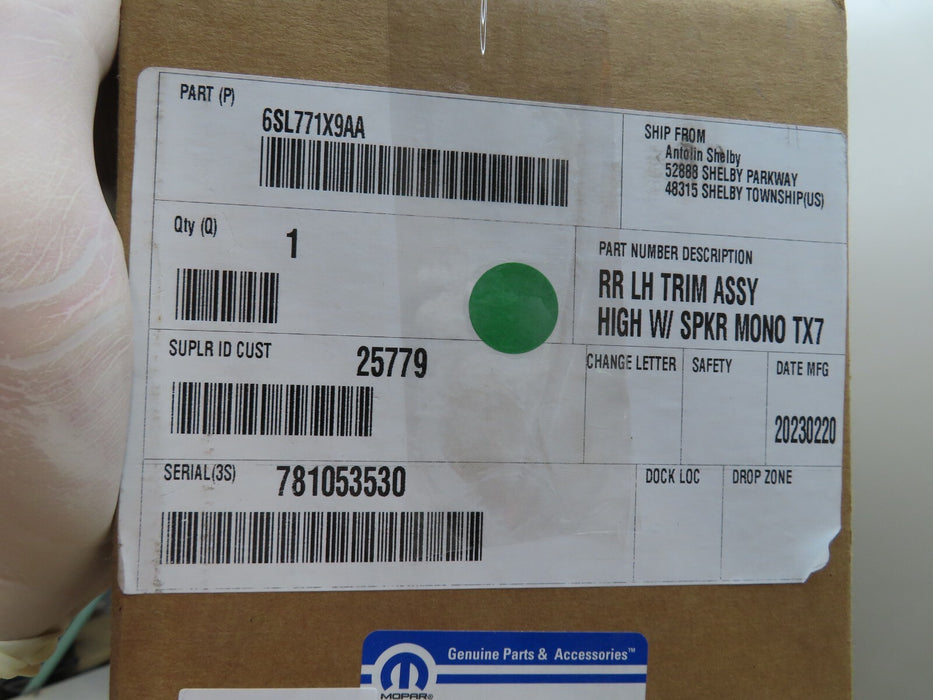 PART (P)
6SL771X9AA
SHIP FROM
Antolin Shelby
52888 SHELBY PARKWAY
48315 SHELBY TOWNSHIP(US)
Qty (Q)
1
PART NUMBER DESCRIPTION
RR LH TRIM ASSY
HIGH W/ SPKR MONO TX7
SUPLR ID CUST
25779
CHANGE LETTER
SAFETY
DATE MFG
20230220
SERIAL(3S)
781053530
DOCK LOC
DROP ZONE
Genuine Parts & Accessories™
MOPAR®